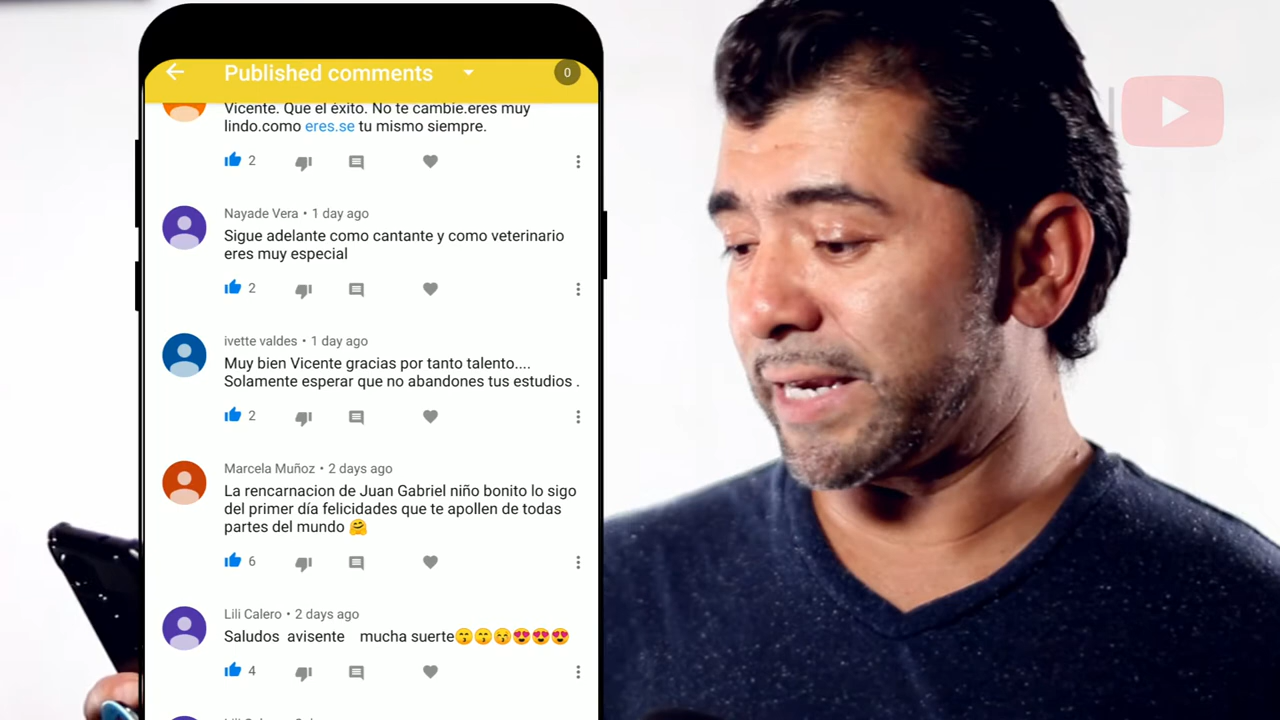 Published comments
0
Vicente. Que el éxito. No te cambie.eres muy
lindo.como eres.se tu mismo siempre.
2
Nayade Vera • 1 day ago
Sigue adelante como cantante y como veterinario
eres muy especial
2
ivette valdes • 1 day ago
Muy bien Vicente gracias por tanto talento....
Solamente esperar que no abandones tus estudios .
2
Marcela Muñoz • 2 days ago
La rencarnacion de Juan Gabriel niño bonito lo sigo
del primer día felicidades que te apollen de todas
partes del mundo 🤗
6
Lili Calero • 2 days ago
Saludos avisente mucha suerte😙😙😚😍😍😍
4